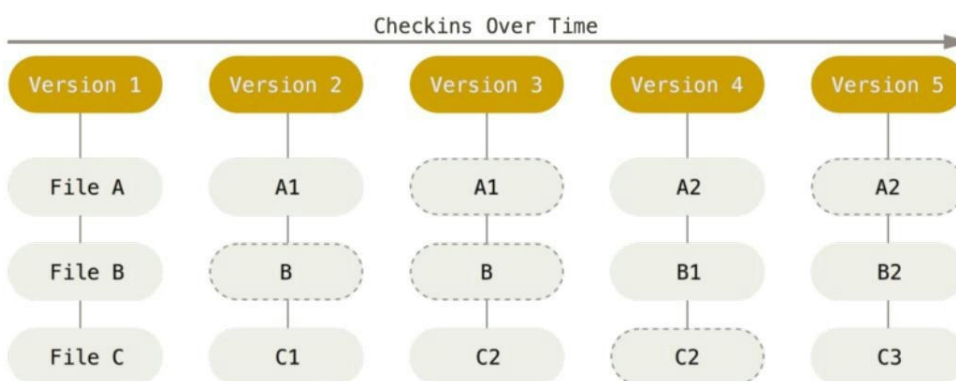 Checkins Over Time
Version 1 Version 2 Version 3 Version 4 Version 5
File A A1 A1 A2 A2
File B B B B1 B2
File C C1 C2 C2 C3